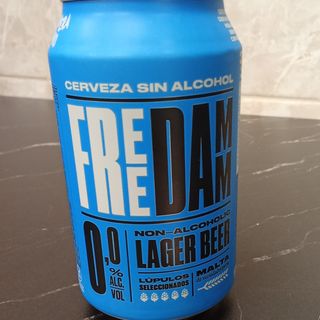 CERVEZA SIN ALCOHOL
FREE DAMM
NON-ALCOHOLIC
LAGER BEER
0,0
% ALC.
VOL
LÚPULOS
SELECCIONADOS
MALTA